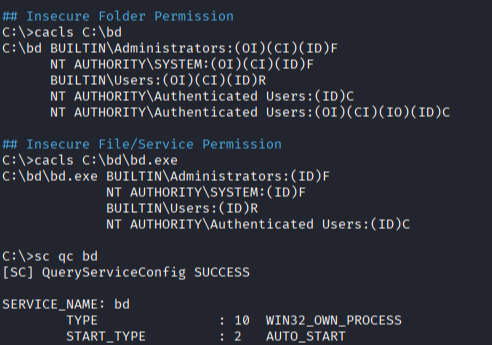 ## Insecure Folder Permission
C:\>cacls C:\bd
C:\bd BUILTIN\Administrators:(OI)(CI)(ID)F
      NT AUTHORITY\SYSTEM:(OI)(CI)(ID)F
      BUILTIN\Users:(OI)(CI)(ID)R
      NT AUTHORITY\Authenticated Users:(ID)C
      NT AUTHORITY\Authenticated Users:(OI)(CI)(IO)(ID)C
## Insecure File/Service Permission
C:\>cacls C:\bd\bd.exe
C:\bd\bd.exe BUILTIN\Administrators:(ID)F
             NT AUTHORITY\SYSTEM:(ID)F
             BUILTIN\Users:(ID)R
             NT AUTHORITY\Authenticated Users:(ID)C
C:\>sc qc bd
[SC] QueryServiceConfig SUCCESS
SERVICE_NAME: bd
        TYPE               : 10  WIN32_OWN_PROCESS
        START_TYPE         : 2   AUTO_START